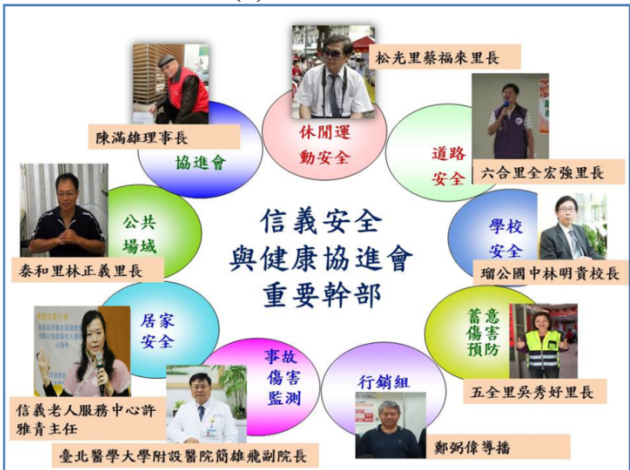 信義安全
與健康協進會
重要幹部
協進會
陳滿雄理事長
休閒運
動安全
松光里蔡福來里長
道路
安全
六合里全宏強里長
學校
安全
瑠公國中林明貴校長
蓄意
傷害
預防
五全里吳秀好里長
行銷組
鄭弼偉導播
事故
傷害
監測
臺北醫學大學附設醫院簡雄飛副院長
居家
安全
信義老人服務中心許
雅青主任
公共
場域
泰和里林正義里長